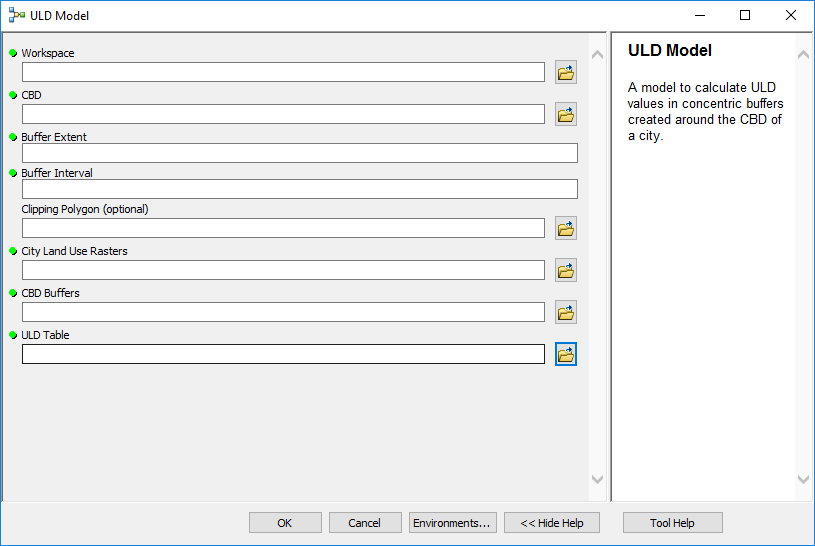 ULD Model
Workspace
CBD
Buffer Extent
Buffer Interval
Clipping Polygon (optional)
City Land Use Rasters
CBD Buffers
ULD Table
ULD Model
A model to calculate ULD
values in concentric buffers
created around the CBD of
a city.
OK
Cancel
Environments...
<< Hide Help
Tool Help